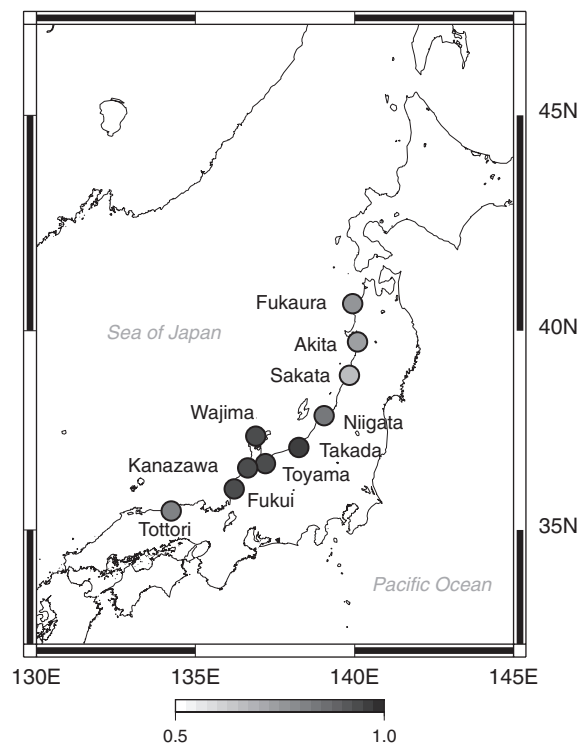 45N
Fukaura
40N
Sea of Japan
Akita
Sakata
Wajima
Niigata
Takada
Kanazawa
Toyama
Fukui
Tottori
35N
Pacific Ocean
130E 135E 140E 145E
0.5 1.0